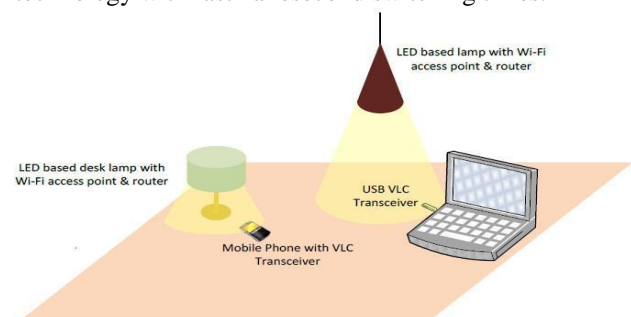 LED based lamp with Wi-Fi
access point & router
LED based desk lamp with
Wi-Fi access point & router
USB VLC
Transceiver
Mobile Phone with VLC
Transceiver